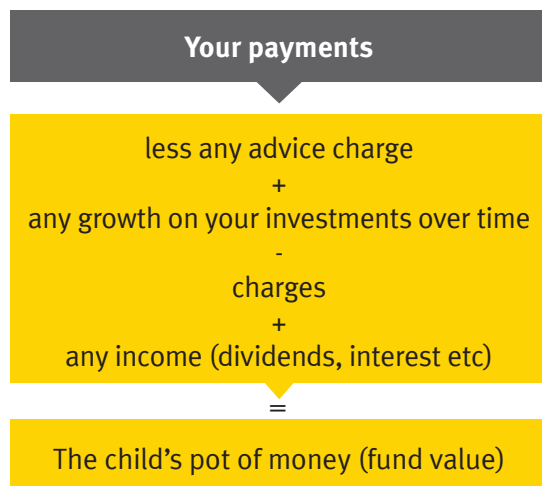 Your payments
less any advice charge
+
any growth on your investments over time
-
charges
+
any income (dividends, interest etc)
=
The child's pot of money (fund value)